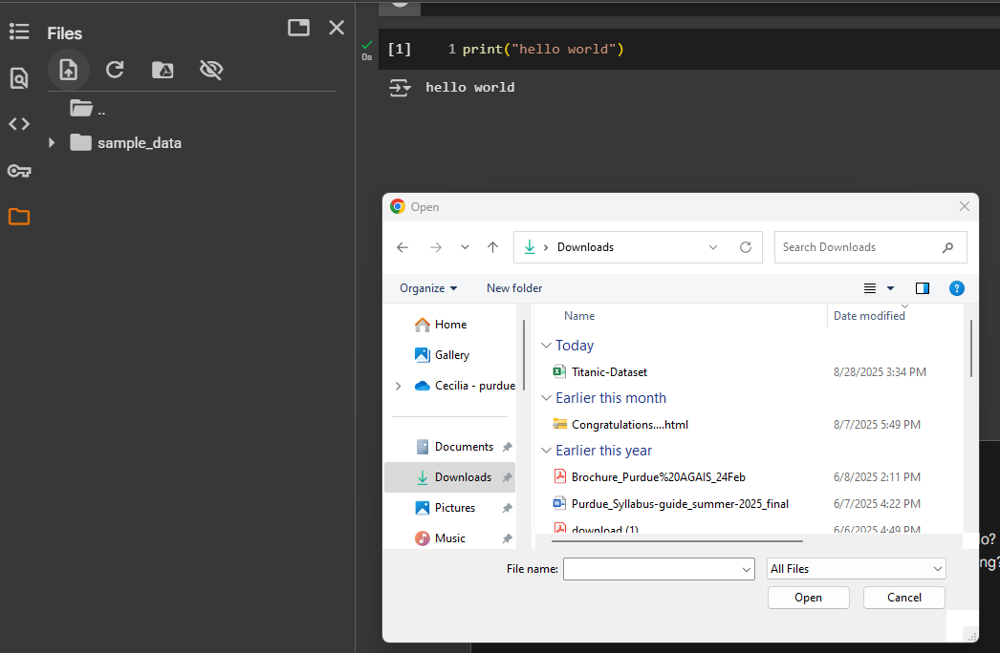 Files
..
sample_data
0s
[1] 1 print("hello world")
hello world
Open
Downloads
Search Downloads
Organize
New folder
?
Home
Gallery
Cecilia - purdue
Documents
Downloads
Pictures
Music
Name Date modified
Today
Titanic-Dataset 8/28/2025 3:34 PM
Earlier this month
Congratulations....html 8/7/2025 5:49 PM
Earlier this year
Brochure_Purdue%20AGAIS_24Feb 6/8/2025 2:11 PM
Purdue_Syllabus-guide_summer-2025_final 6/7/2025 4:22 PM
download (1) 6/6/2025 4:49 PM
File name:
All Files
Open
Cancel